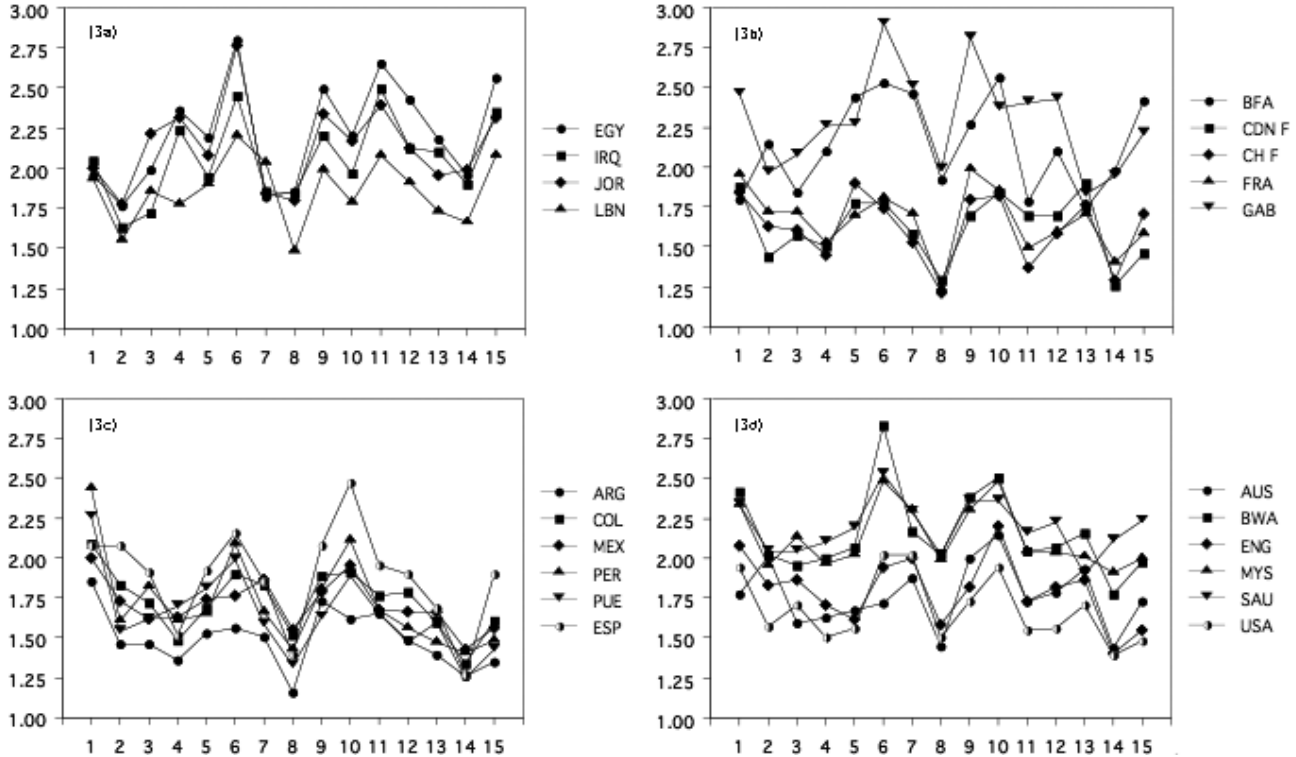 3.00
2.75
2.50
2.25
2.00
1.75
1.50
1.25
1.00
(3a)
1 2 3 4 5 6 7 8 9 10 11 12 13 14 15
EGY
IRQ
JOR
LBN
3.00
2.75
2.50
2.25
2.00
1.75
1.50
1.25
1.00
(3b)
1 2 3 4 5 6 7 8 9 10 11 12 13 14 15
BFA
CDN F
CH F
FRA
GAB
3.00
2.75
2.50
2.25
2.00
1.75
1.50
1.25
1.00
(3c)
1 2 3 4 5 6 7 8 9 10 11 12 13 14 15
ARG
COL
MEX
PER
PUE
ESP
3.00
2.75
2.50
2.25
2.00
1.75
1.50
1.25
1.00
(3d)
1 2 3 4 5 6 7 8 9 10 11 12 13 14 15
AUS
BWA
ENG
MYS
SAU
USA